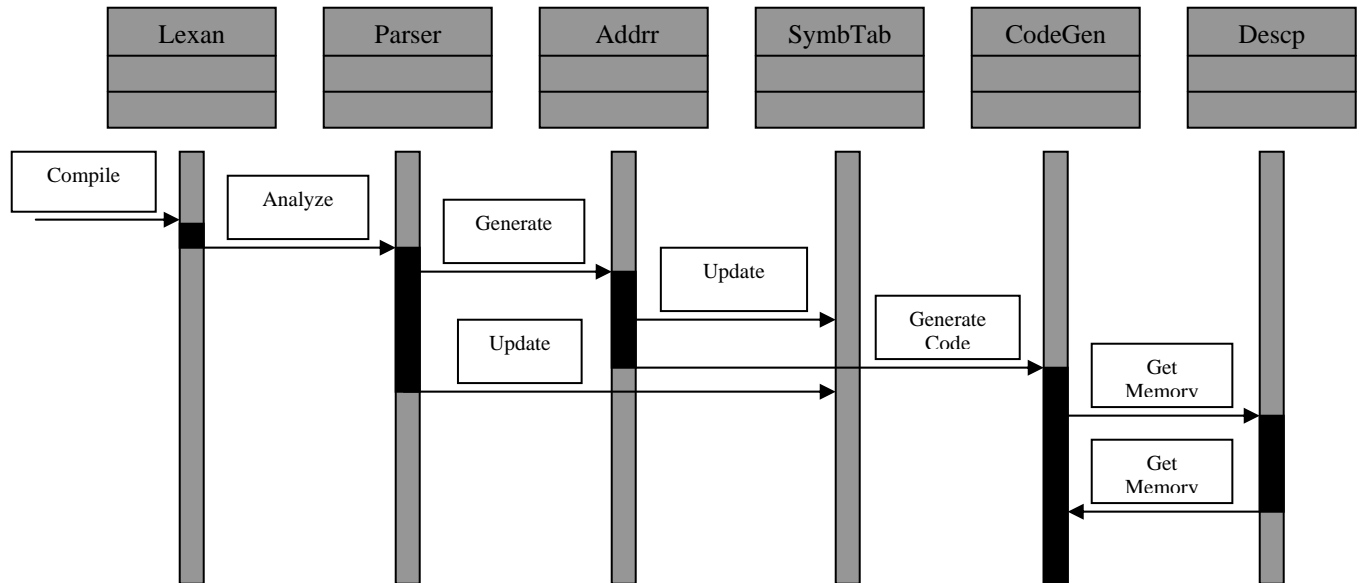 Lexan
Parser
Addrr
SymbTab
CodeGen
Descp
Compile
Analyze
Generate
Update
Generate
Code
Update
Get
Memory
Get
Memory